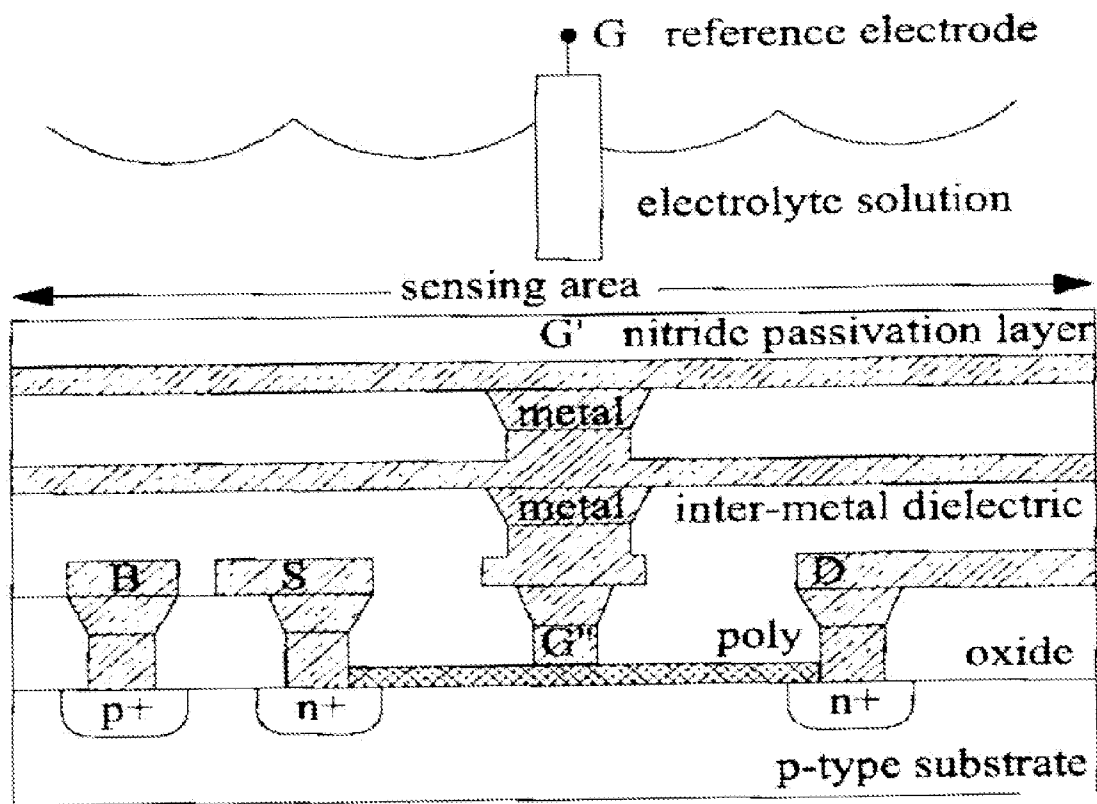 G reference electrode
electrolyte solution
sensing area
G' nitride passivation layer
metal
metal inter-metal dielectric
B S D
G" poly oxide
p+ n+ n+
p-type substrate